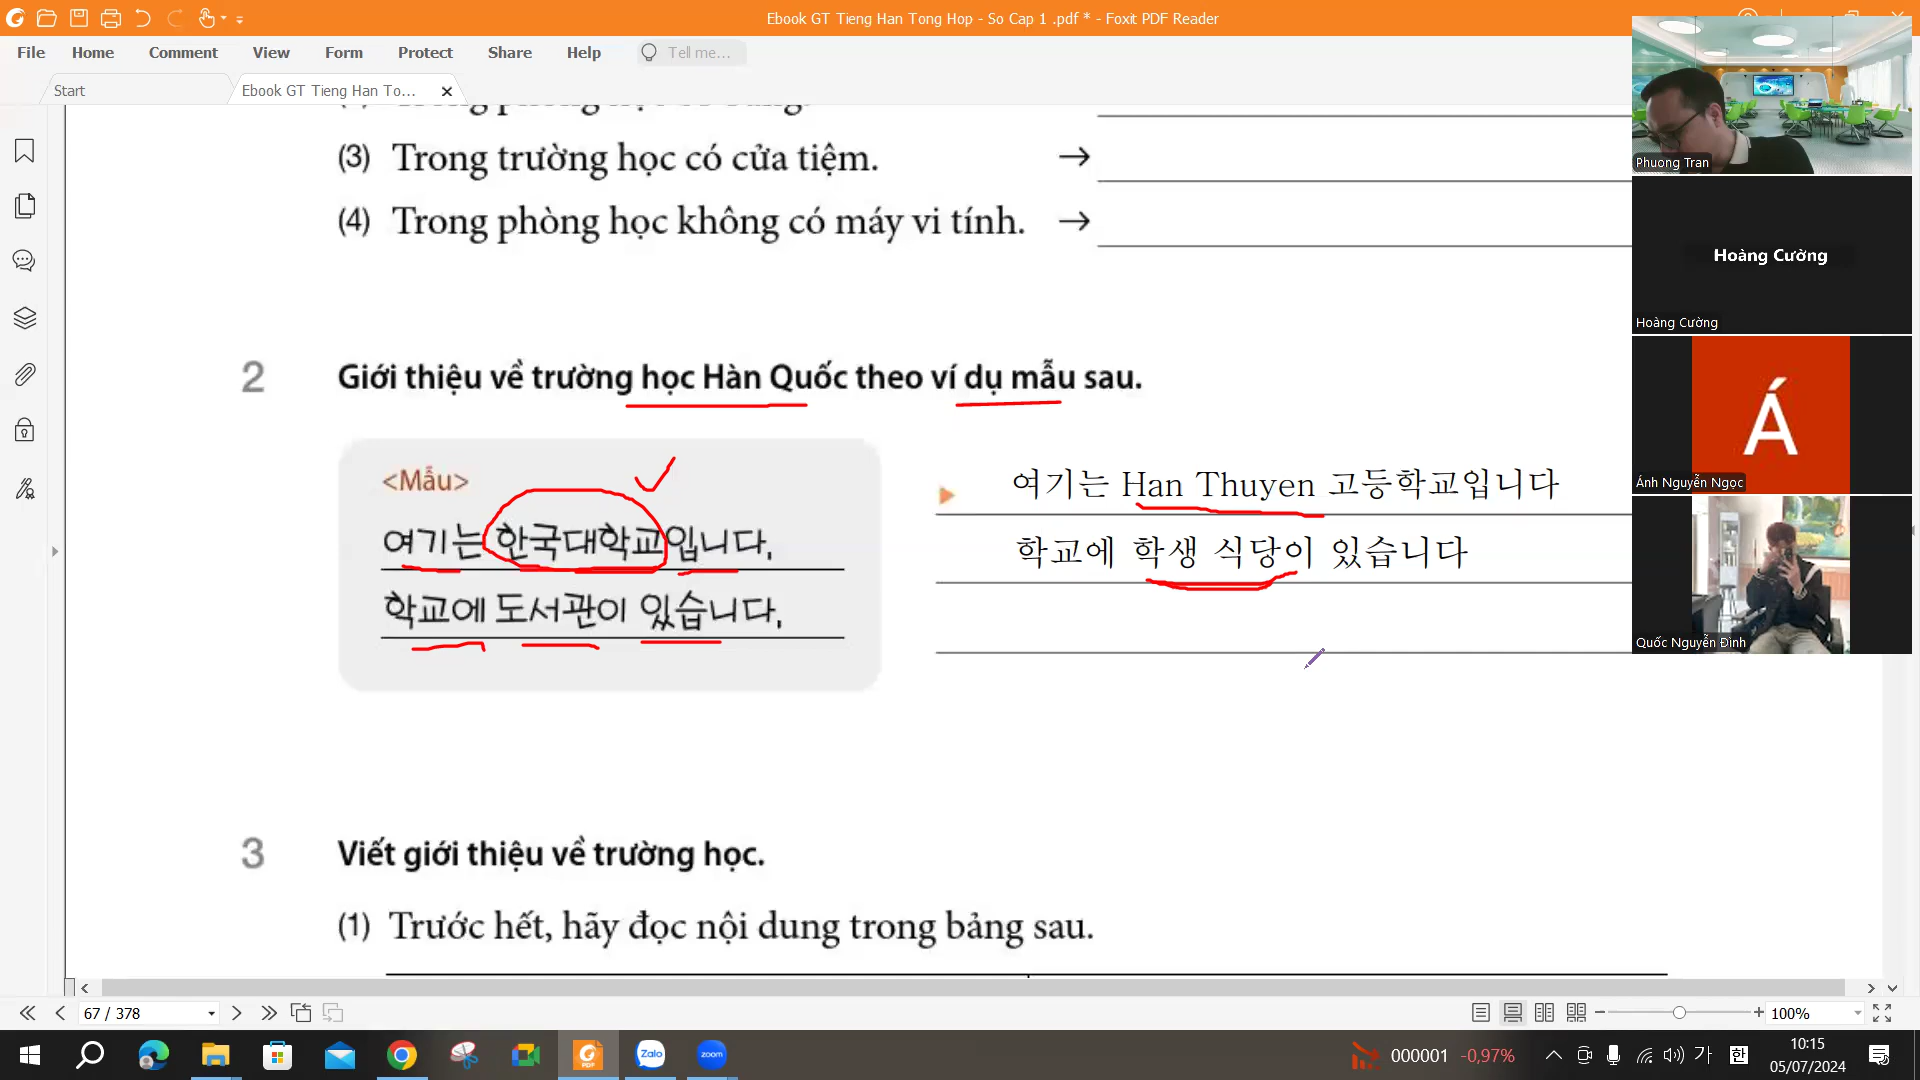 Ebook GT Tieng Han Tong Hop - So Cap 1 .pdf * - Foxit PDF Reader
File Home Comment View Form Protect Share Help Tell me...
Start
Ebook GT Tieng Han To...
(3) Trong trường học có cửa tiệm. →
(4) Trong phòng học không có máy vi tính. →
2 Giới thiệu về trường học Hàn Quốc theo ví dụ mẫu sau.
<Mẫu>
여기는 한국대학교입니다.
학교에 도서관이 있습니다.
여기는 Han Thuyen 고등학교입니다
학교에 학생 식당이 있습니다
3 Viết giới thiệu về trường học.
(1) Trước hết, hãy đọc nội dung trong bảng sau.
Phuong Tran
Hoàng Cường
Hoàng Cường
Á
Ánh Nguyễn Ngọc
Quốc Nguyễn Đình
67 / 378
100%
PDF
Zalo
zoom
000001 -0,97%
가
한
10:15
05/07/2024